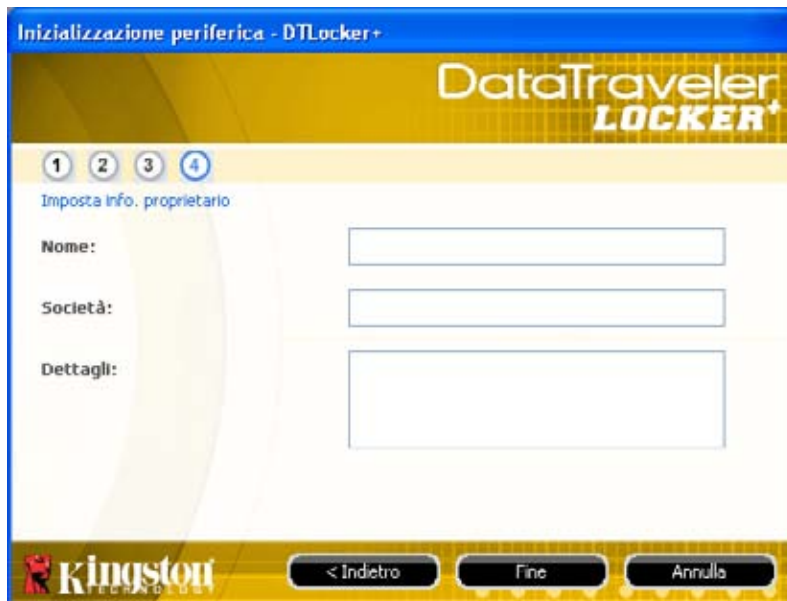 Inizializzazione periferica - DTLocker+
DataTraveler
LOCKER+
1 2 3 4
Imposta info. proprietario
Nome:
Società:
Dettagli:
Kingston
TECHNOLOGY
< Indietro Fine Annulla